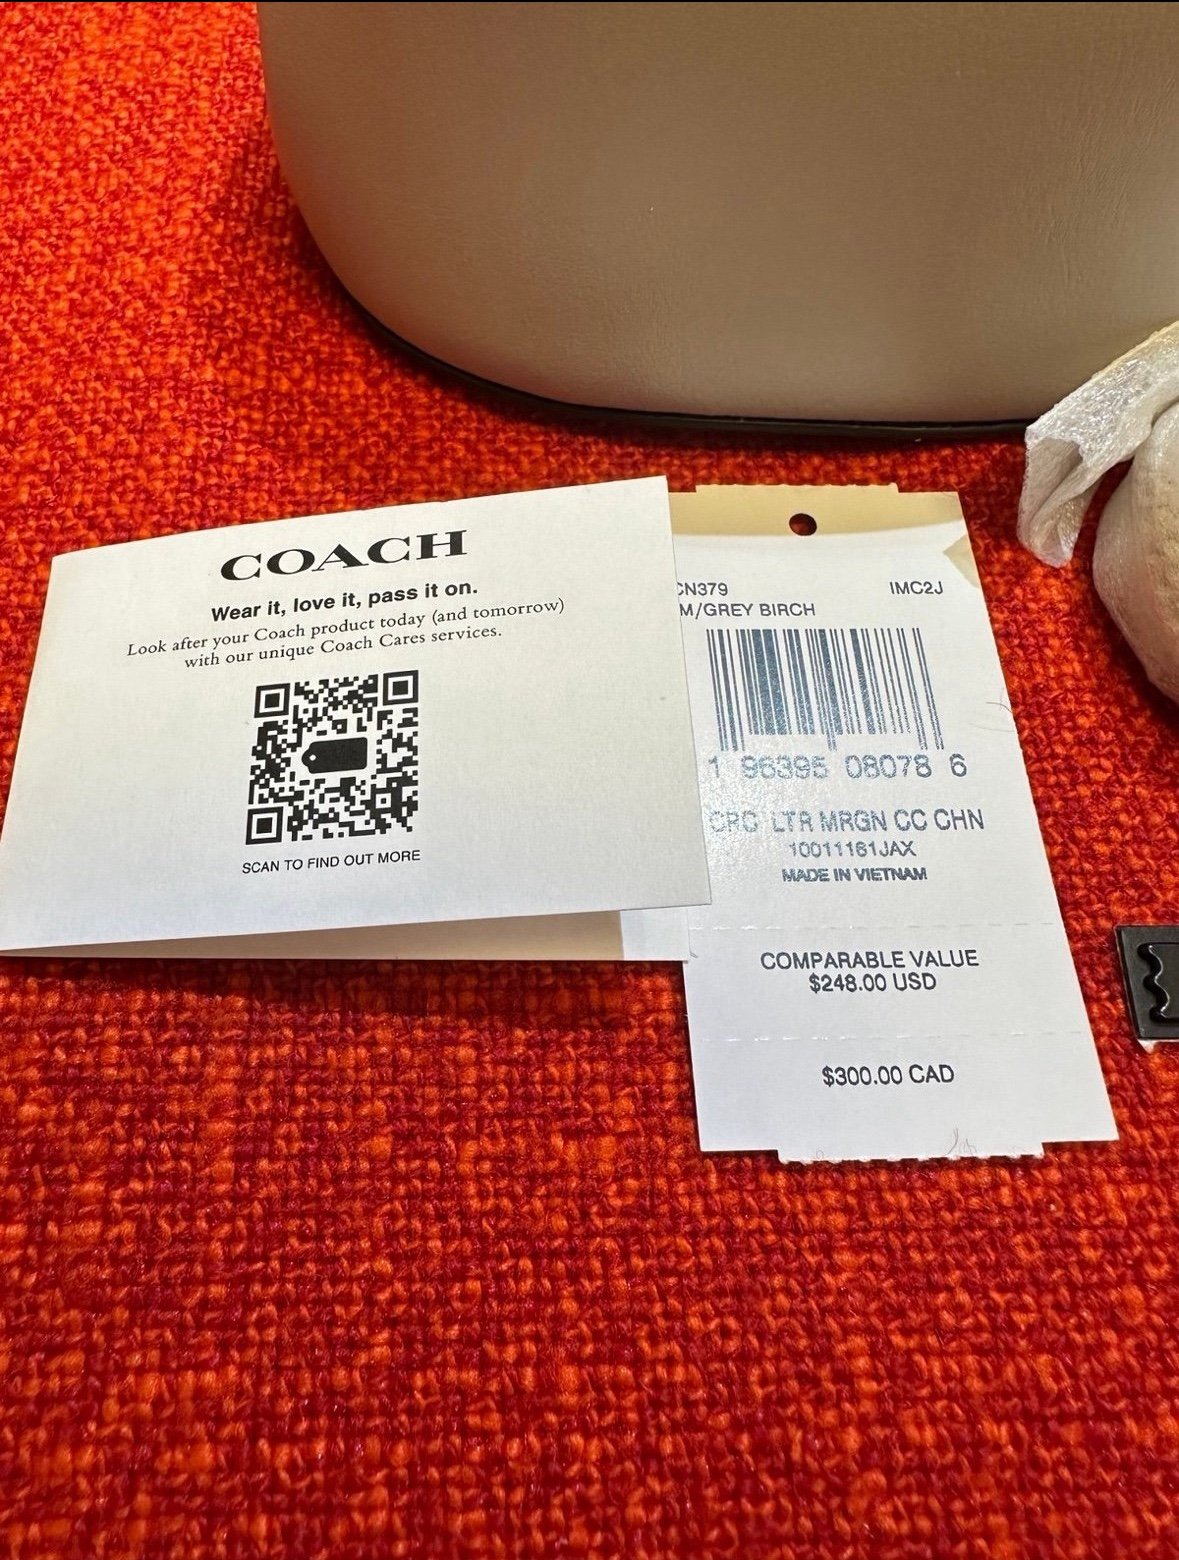 COACH
Wear it, love it, pass it on.
Look after your Coach product today (and tomorrow)
with our unique Coach Cares services.
SCAN TO FIND OUT MORE
CN379 IMC2J
M/GREY BIRCH
1 96395 08078 6
CRC LTR MRGN CC CHN
10011161JAX
MADE IN VIETNAM
COMPARABLE VALUE
$248.00 USD
$300.00 CAD